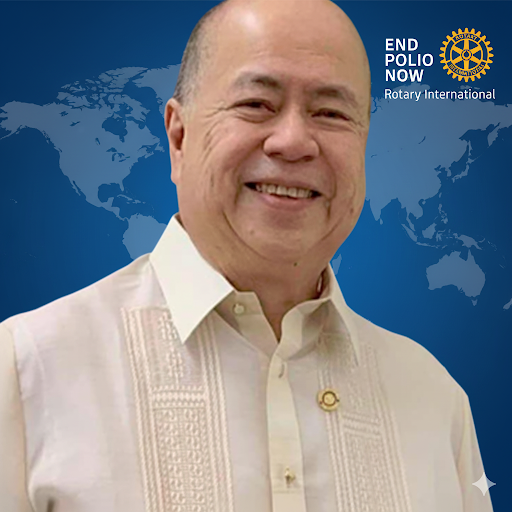 END
POLIO
NOW
Rotary International